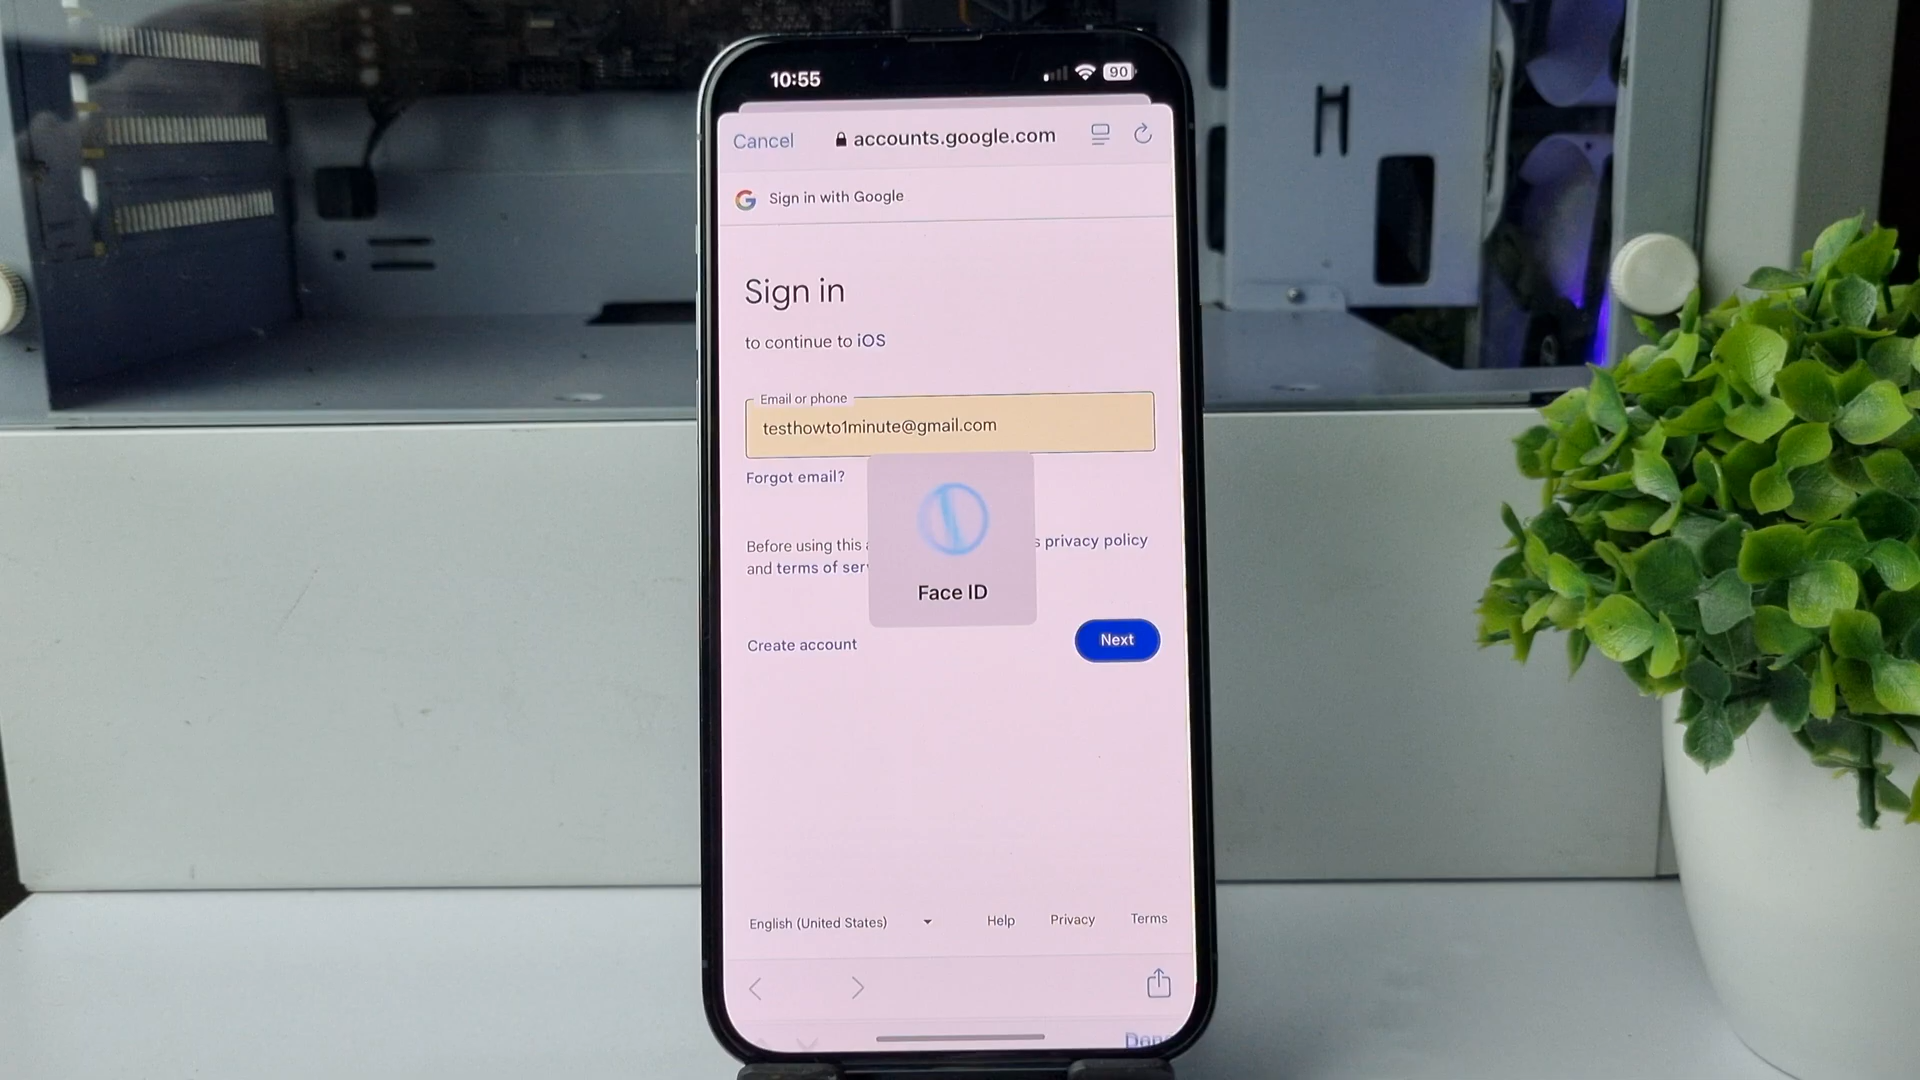 10:55
90
Cancel
accounts.google.com
Sign in with Google
Sign in
to continue to iOS
Email or phone
testhowto1minute@gmail.com
Forgot email?
Before using this
privacy policy
and terms of ser
Face ID
Create account
Next
English (United States)
Help
Privacy
Terms